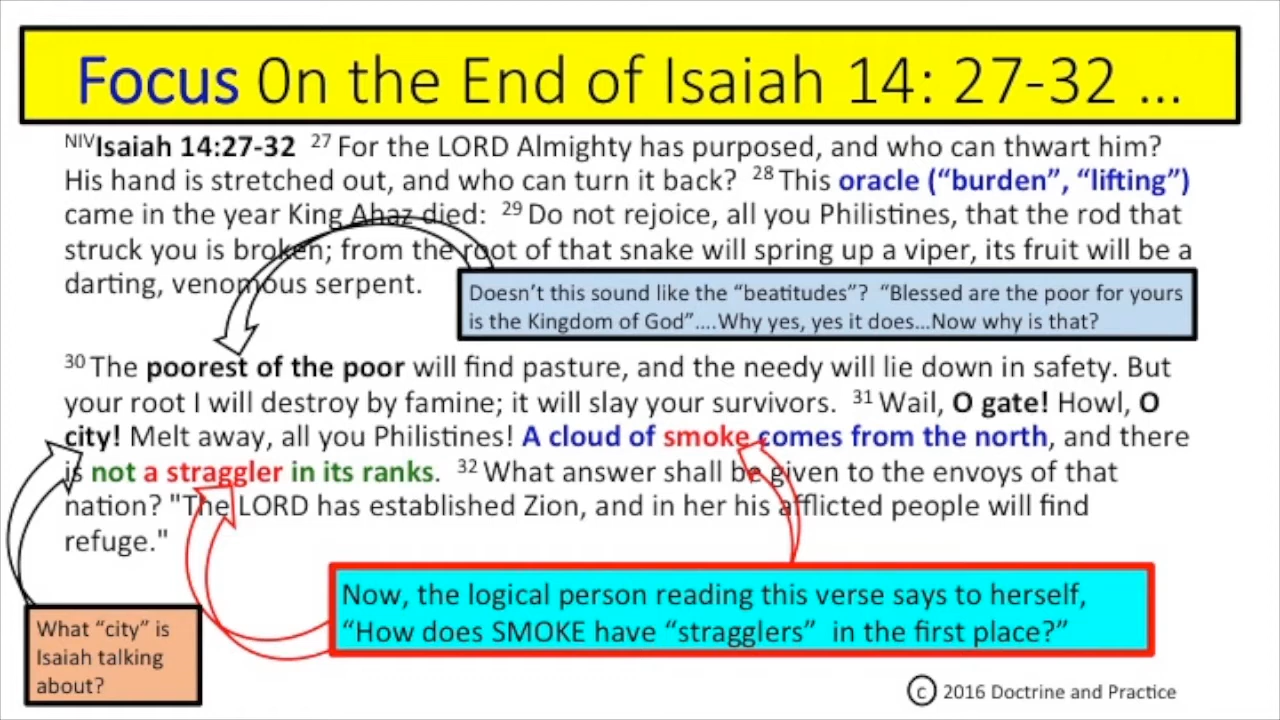 Focus On the End of Isaiah 14: 27-32 ...
NIVIsaiah 14:27-32 27 For the LORD Almighty has purposed, and who can thwart him?
His hand is stretched out, and who can turn it back? 28 This oracle (“burden”, “lifting”)
came in the year King Ahaz died: 29 Do not rejoice, all you Philistines, that the rod that
struck you is broken; from the root of that snake will spring up a viper, its fruit will be a
darting, venomous serpent.
Doesn’t this sound like the “beatitudes”? “Blessed are the poor for yours
is the Kingdom of God”....Why yes, yes it does...Now why is that?
30 The poorest of the poor will find pasture, and the needy will lie down in safety. But
your root I will destroy by famine; it will slay your survivors. 31 Wail, O gate! Howl, O
city! Melt away, all you Philistines! A cloud of smoke comes from the north, and there
is not a straggler in its ranks. 32 What answer shall be given to the envoys of that
nation? "The LORD has established Zion, and in her his afflicted people will find
refuge."
Now, the logical person reading this verse says to herself,
“How does SMOKE have “stragglers” in the first place?”
What “city” is
Isaiah talking
about?
c 2016 Doctrine and Practice